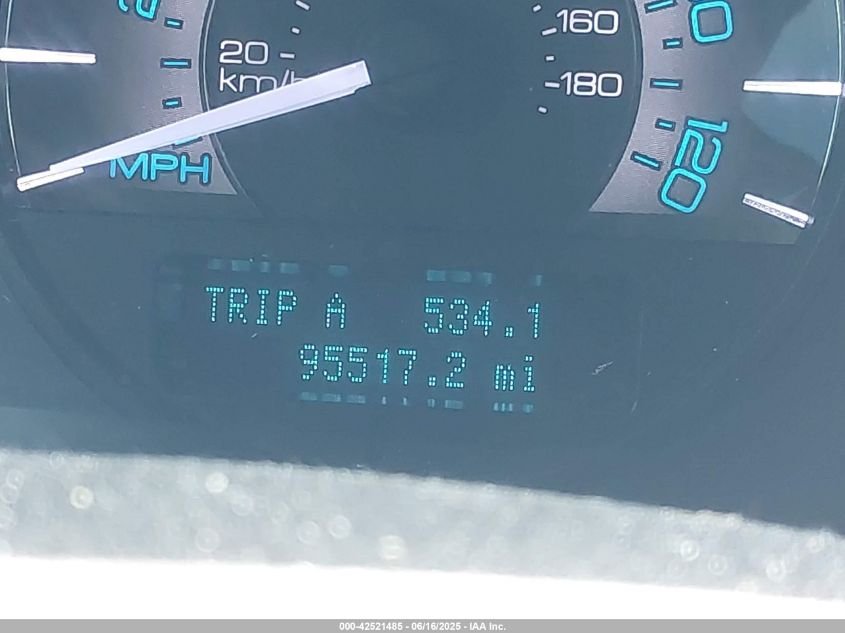 20
km/h
160
180
120
MPH
TRIP A 534.1
95517.2 mi
000-42521485 - 06/16/2025 - IAA Inc.